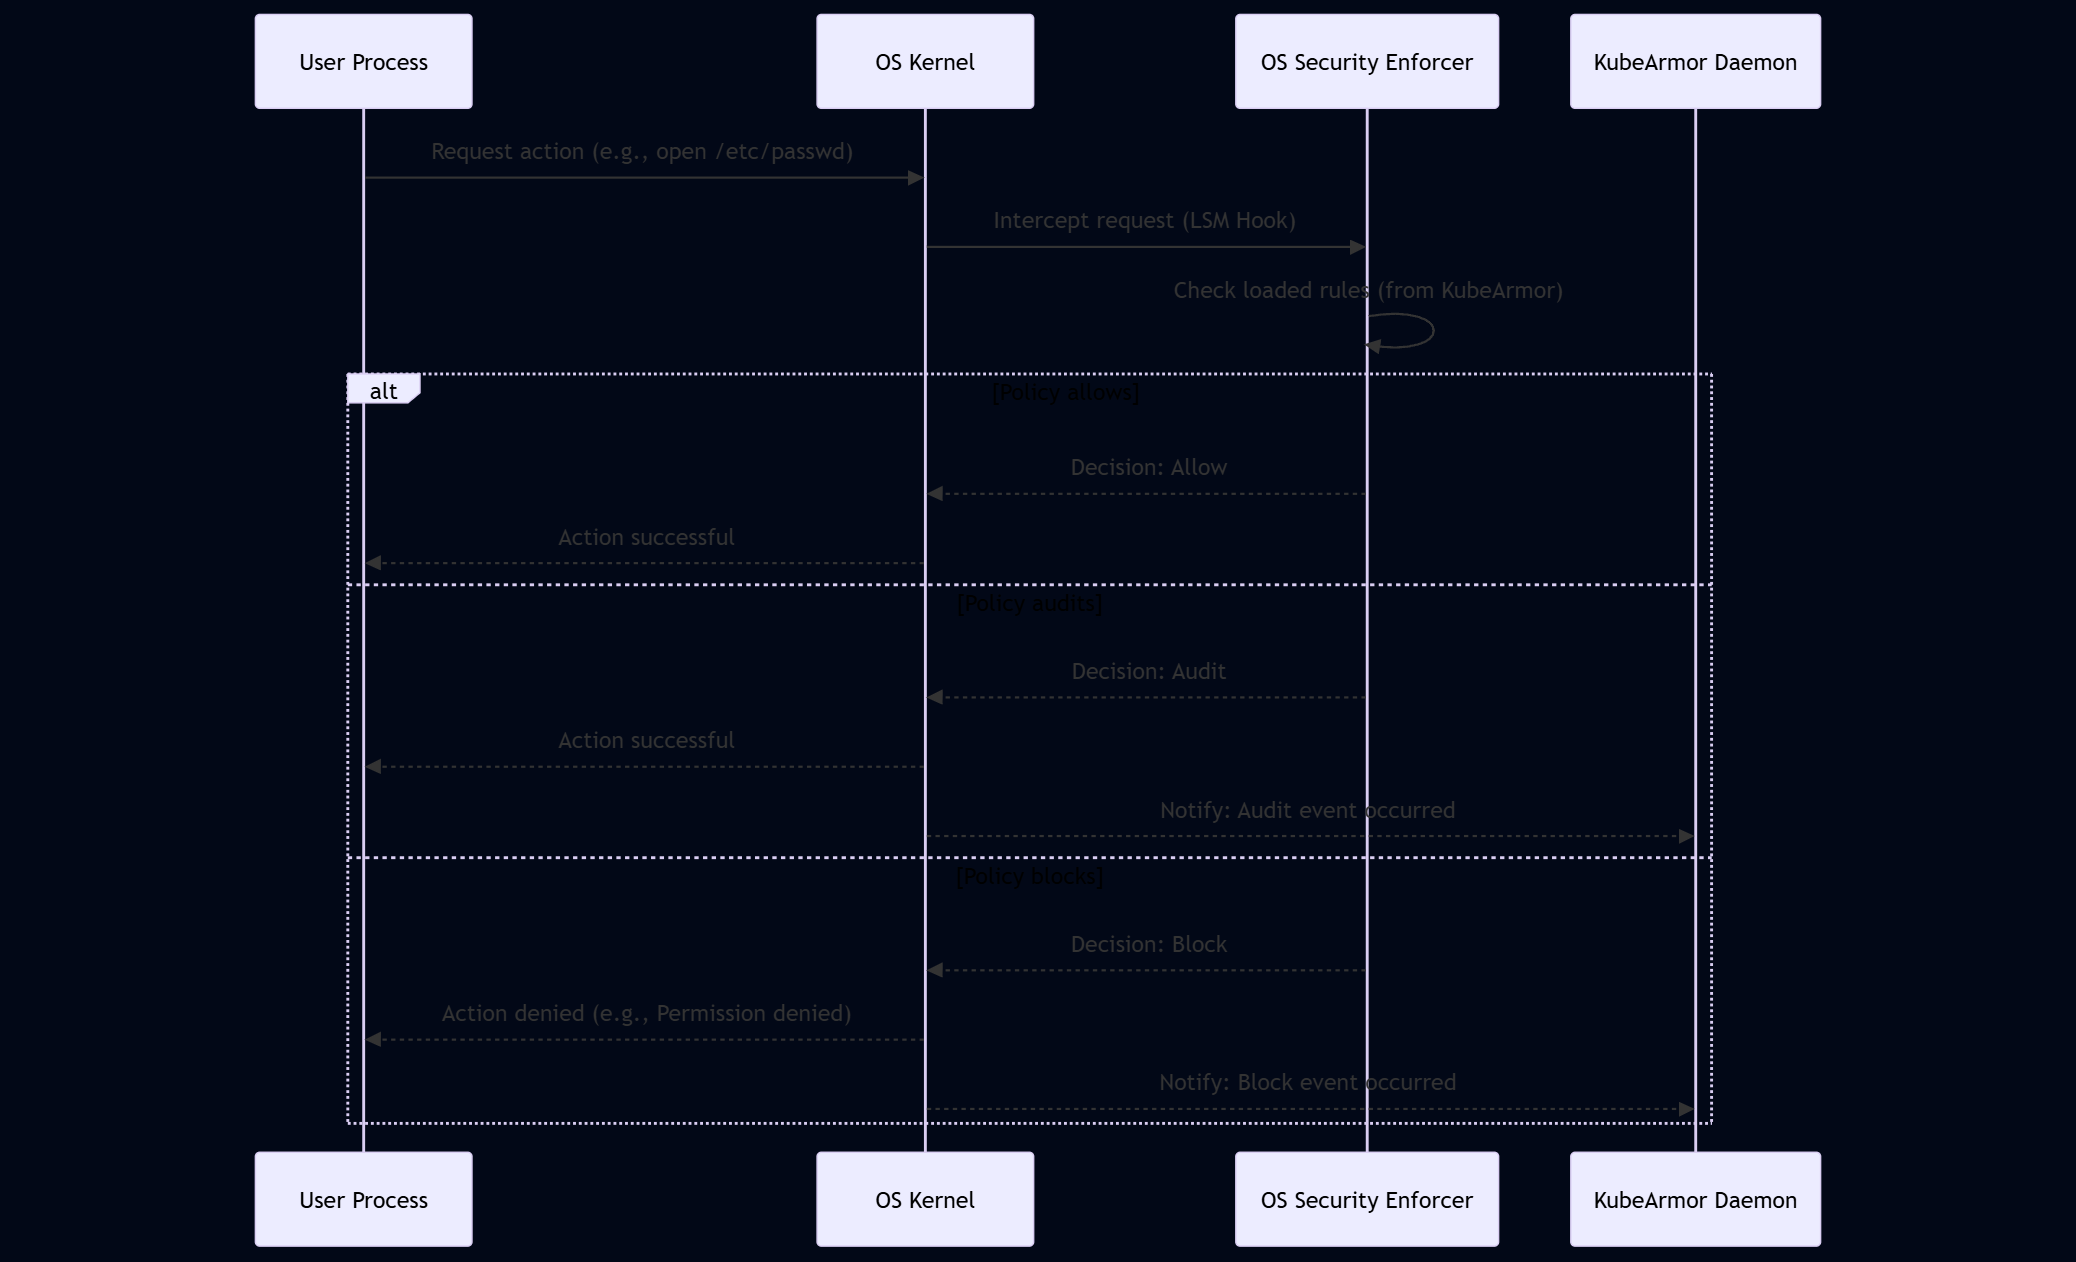 User Process
OS Kernel
OS Security Enforcer
KubeArmor Daemon
Request action (e.g., open /etc/passwd)
Intercept request (LSM Hook)
Check loaded rules (from KubeArmor)
alt
[Policy allows]
Decision: Allow
Action successful
[Policy audits]
Decision: Audit
Action successful
Notify: Audit event occurred
[Policy blocks]
Decision: Block
Action denied (e.g., Permission denied)
Notify: Block event occurred
User Process
OS Kernel
OS Security Enforcer
KubeArmor Daemon